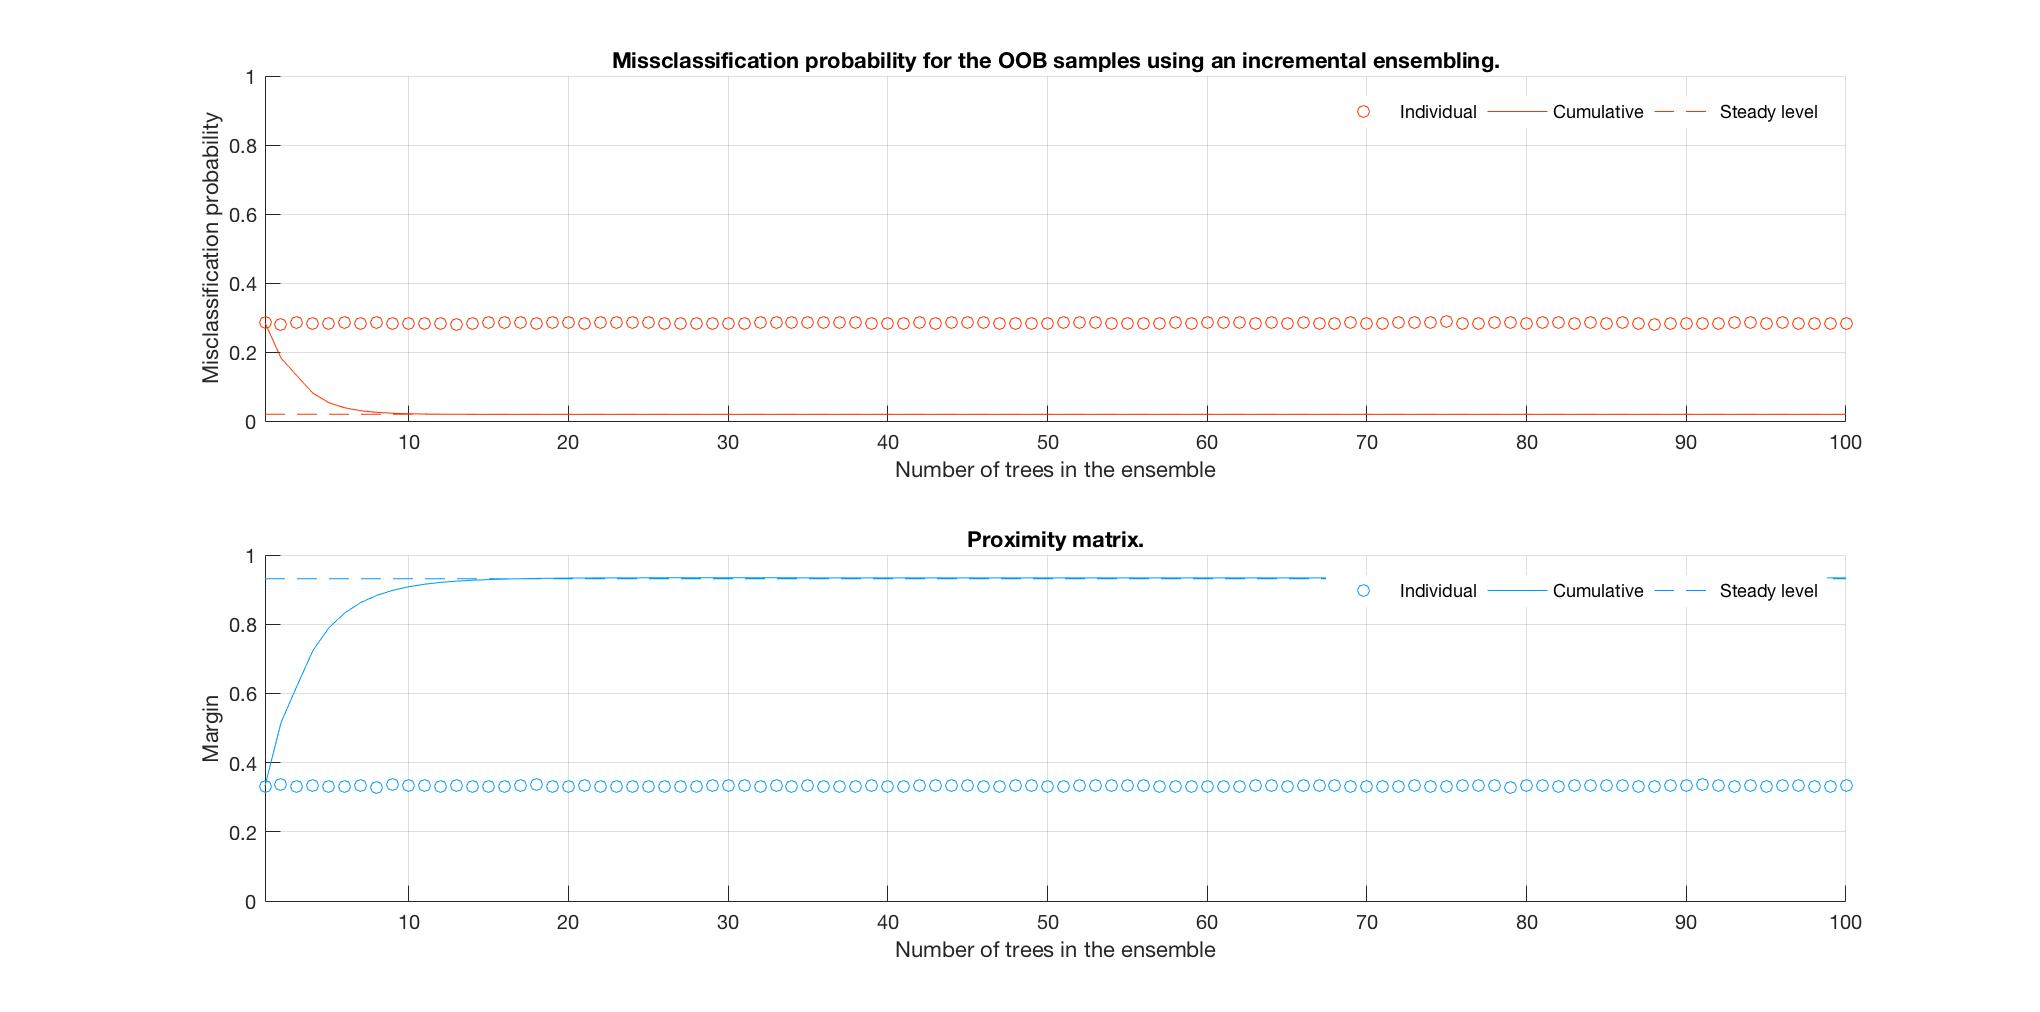 Missclassification probability for the OOB samples using an incremental ensembling.
Misclassification probability
1
0.8
0.6
0.4
0.2
0
Individual Cumulative Steady level
10 20 30 40 50 60 70 80 90 100
Number of trees in the ensemble
Proximity matrix.
Margin
1
0.8
0.6
0.4
0.2
0
Individual Cumulative Steady level
10 20 30 40 50 60 70 80 90 100
Number of trees in the ensemble